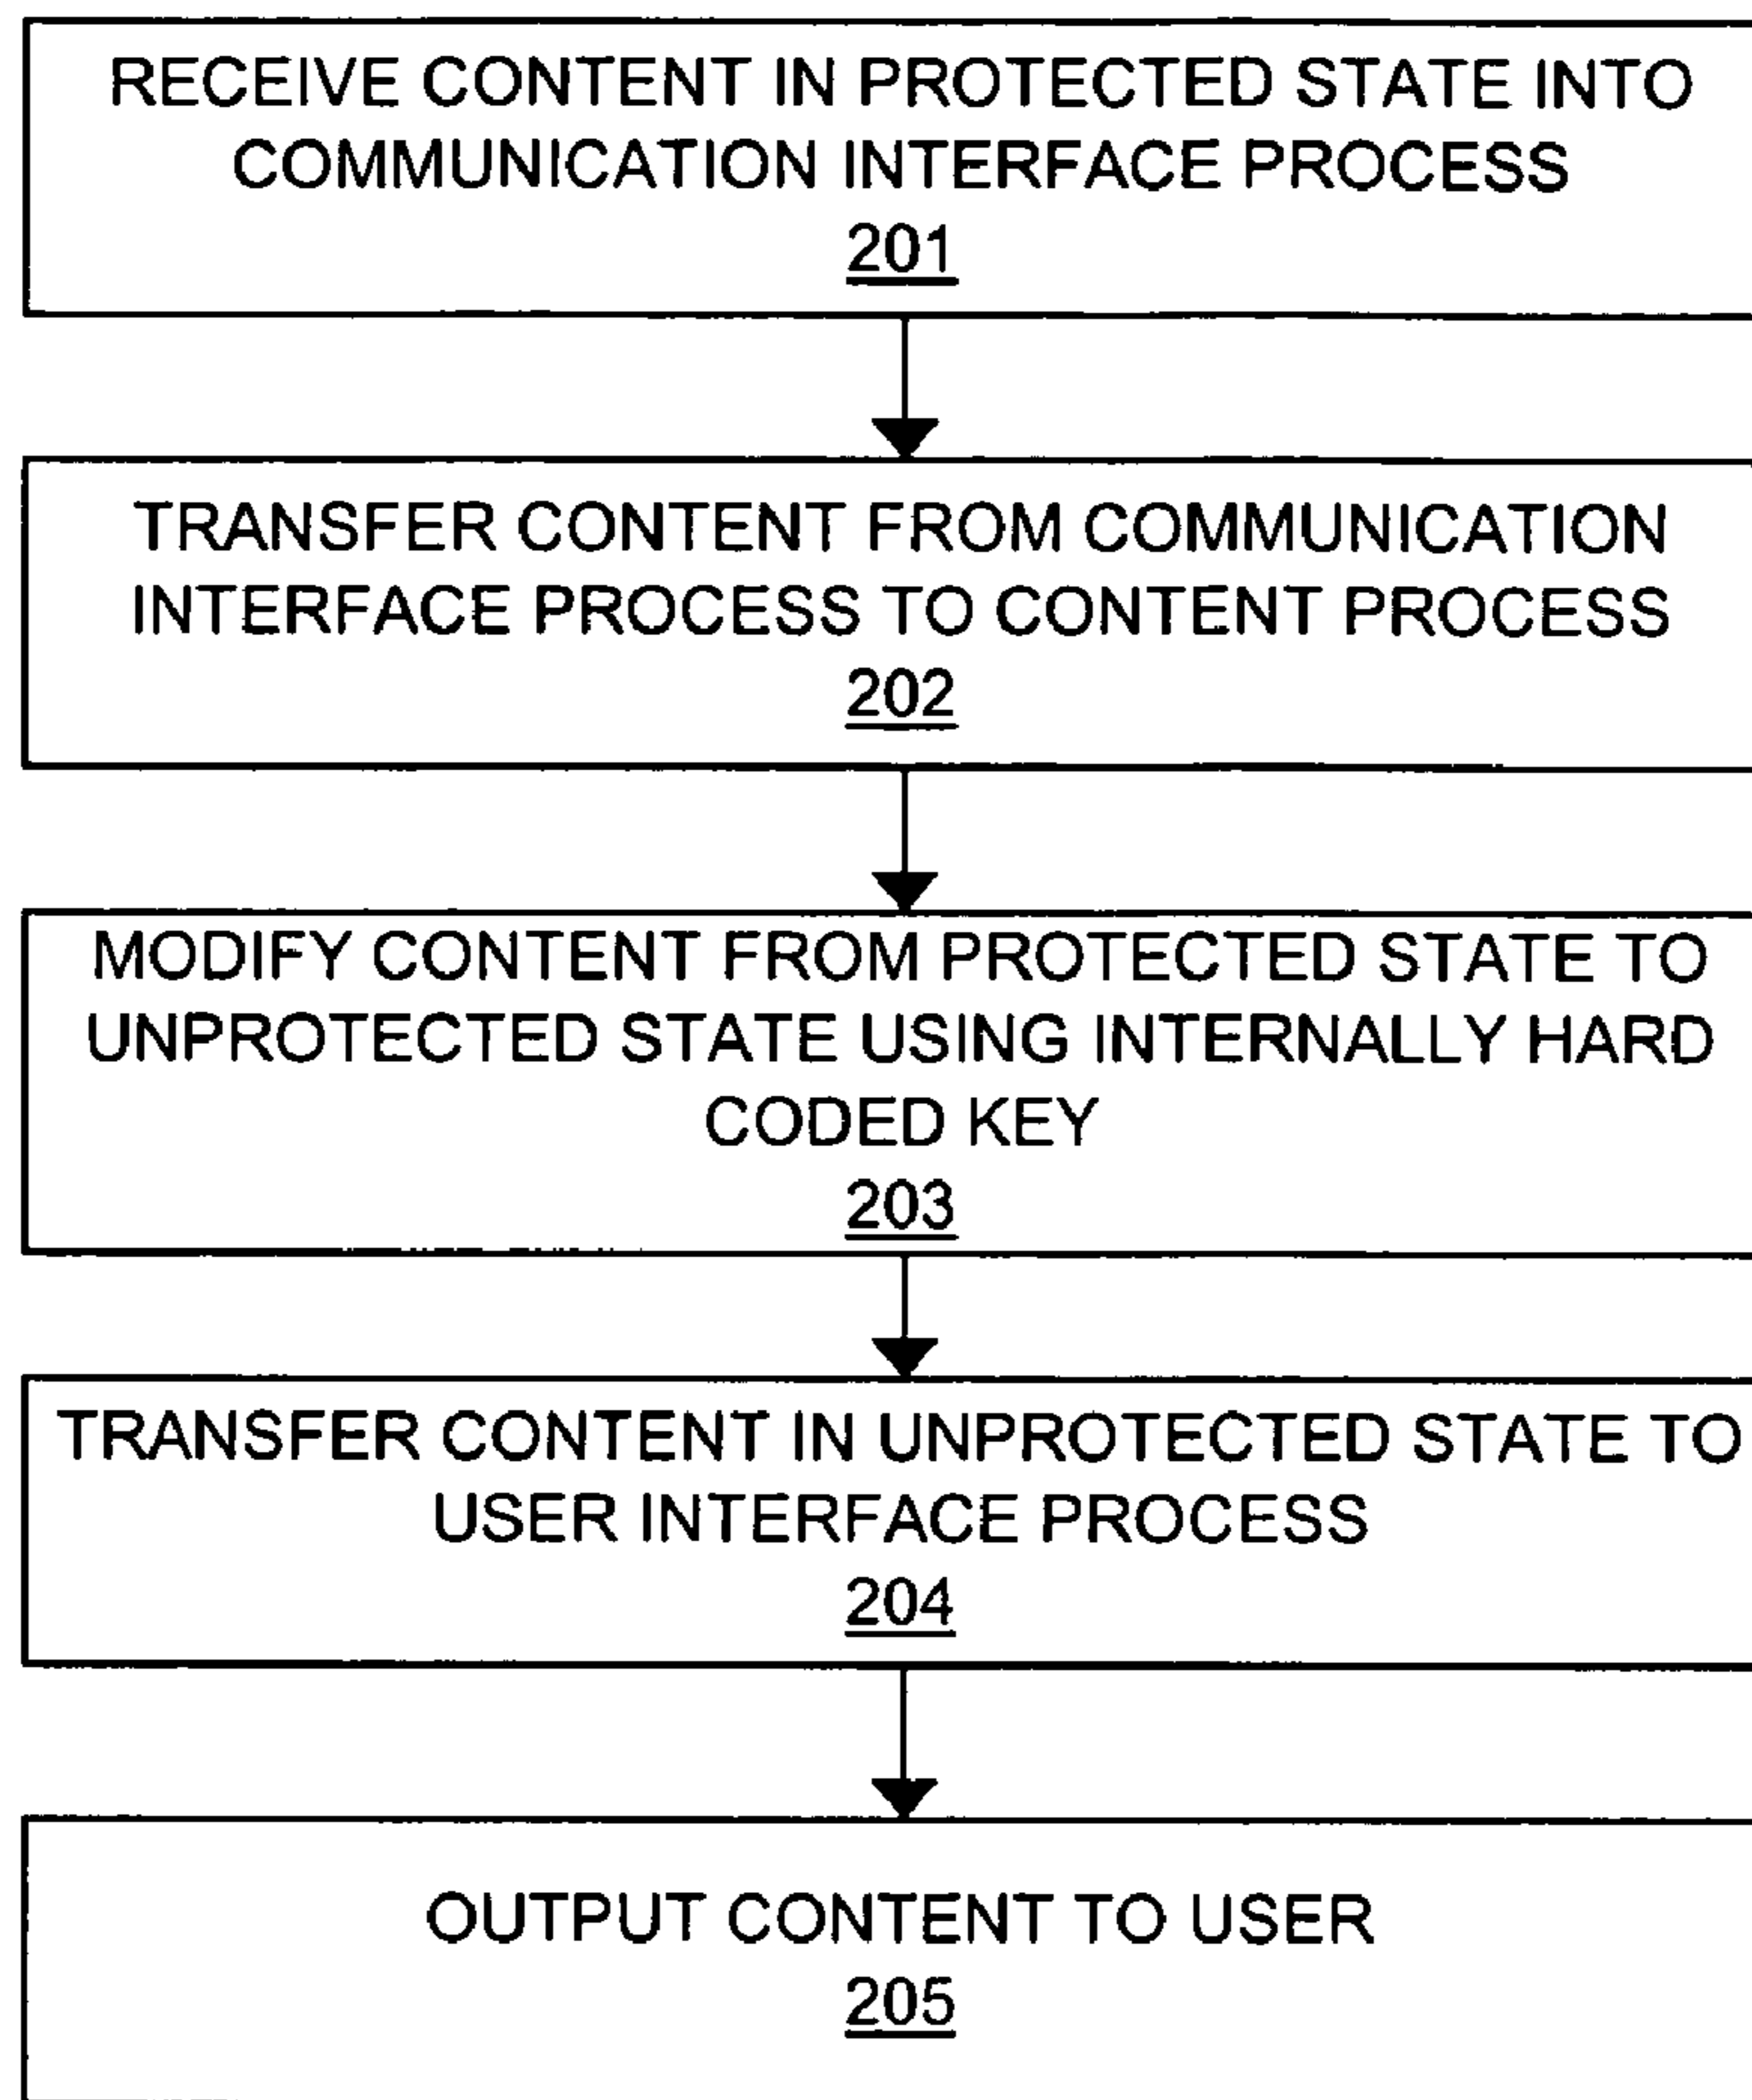 RECEIVE CONTENT IN PROTECTED STATE INTO
COMMUNICATION INTERFACE PROCESS
201
TRANSFER CONTENT FROM COMMUNICATION
INTERFACE PROCESS TO CONTENT PROCESS
202
MODIFY CONTENT FROM PROTECTED STATE TO
UNPROTECTED STATE USING INTERNALLY HARD
CODED KEY
203
TRANSFER CONTENT IN UNPROTECTED STATE TO
USER INTERFACE PROCESS
204
OUTPUT CONTENT TO USER
205